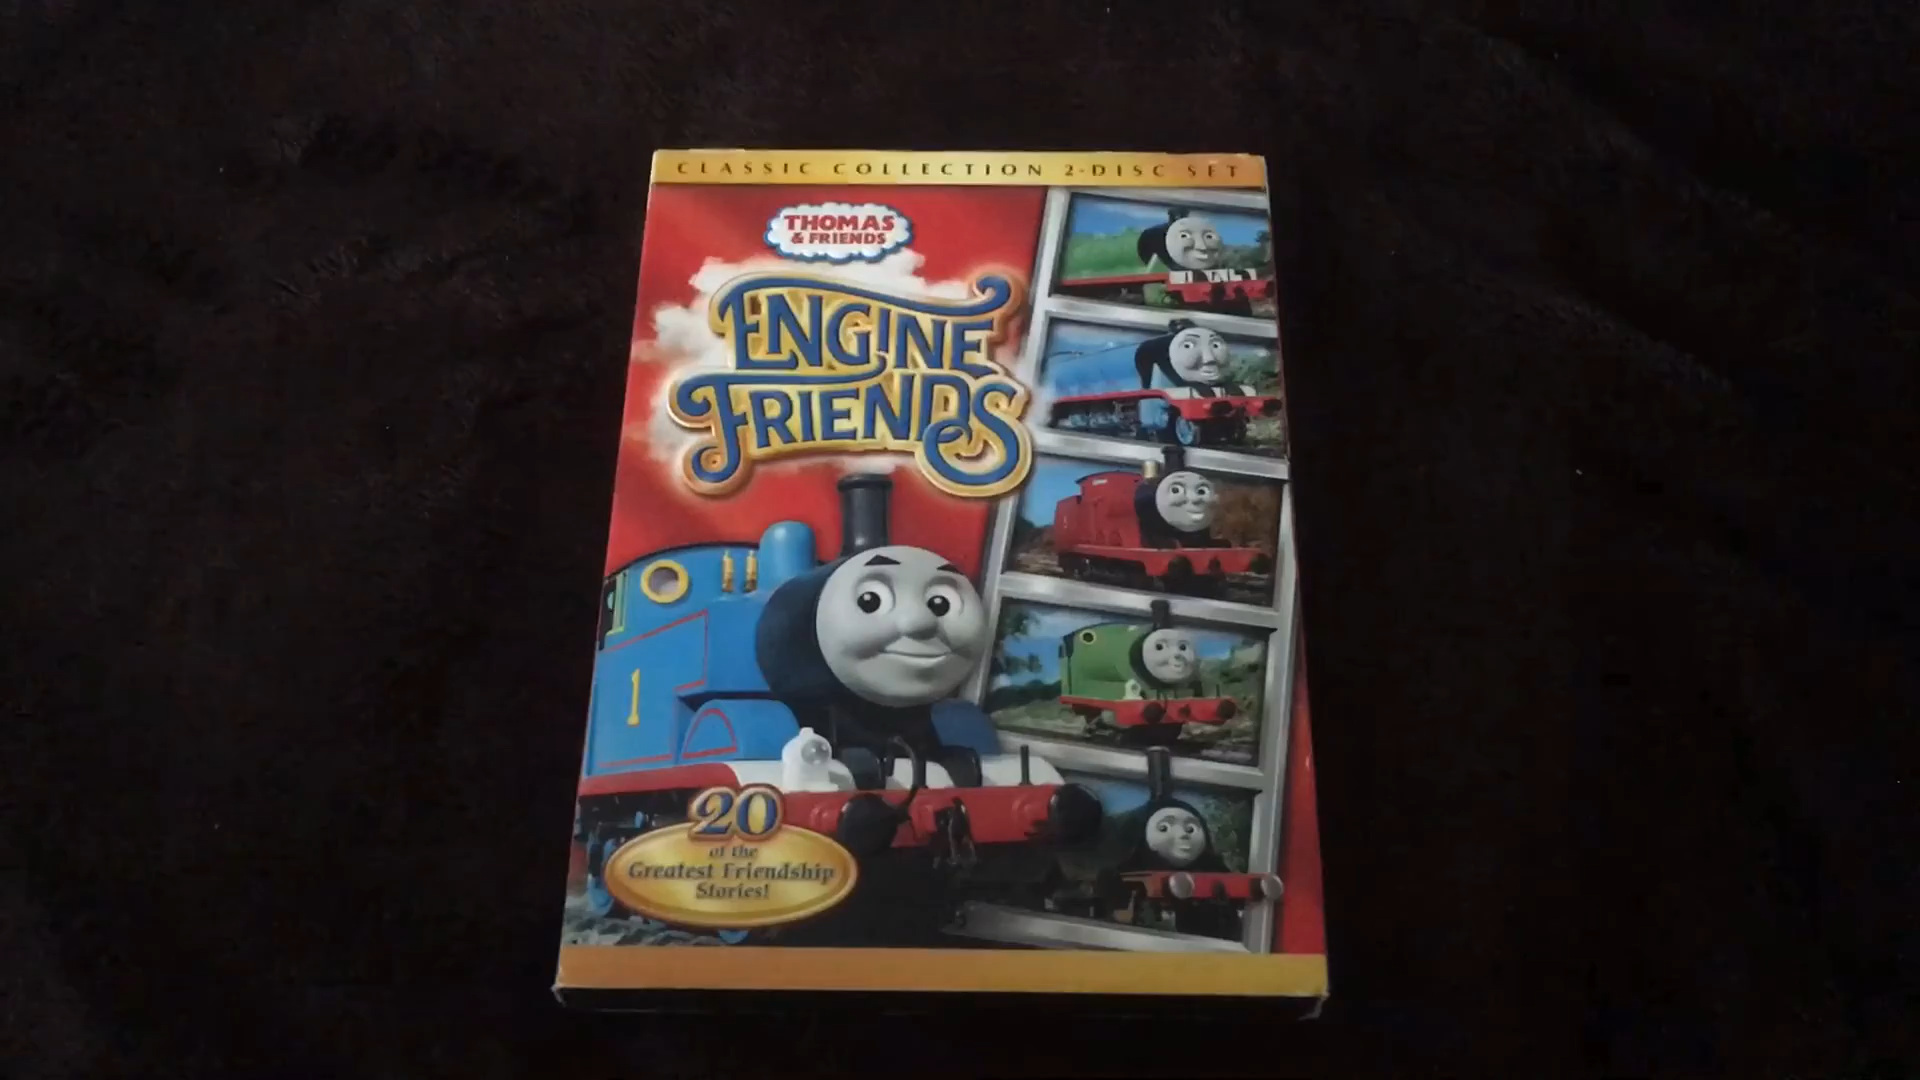 CLASSIC COLLECTION 2-DISC SET
THOMAS
& FRIENDS
ENGINE
FRIENDS
1
20
of the
Greatest Friendship
Stories!